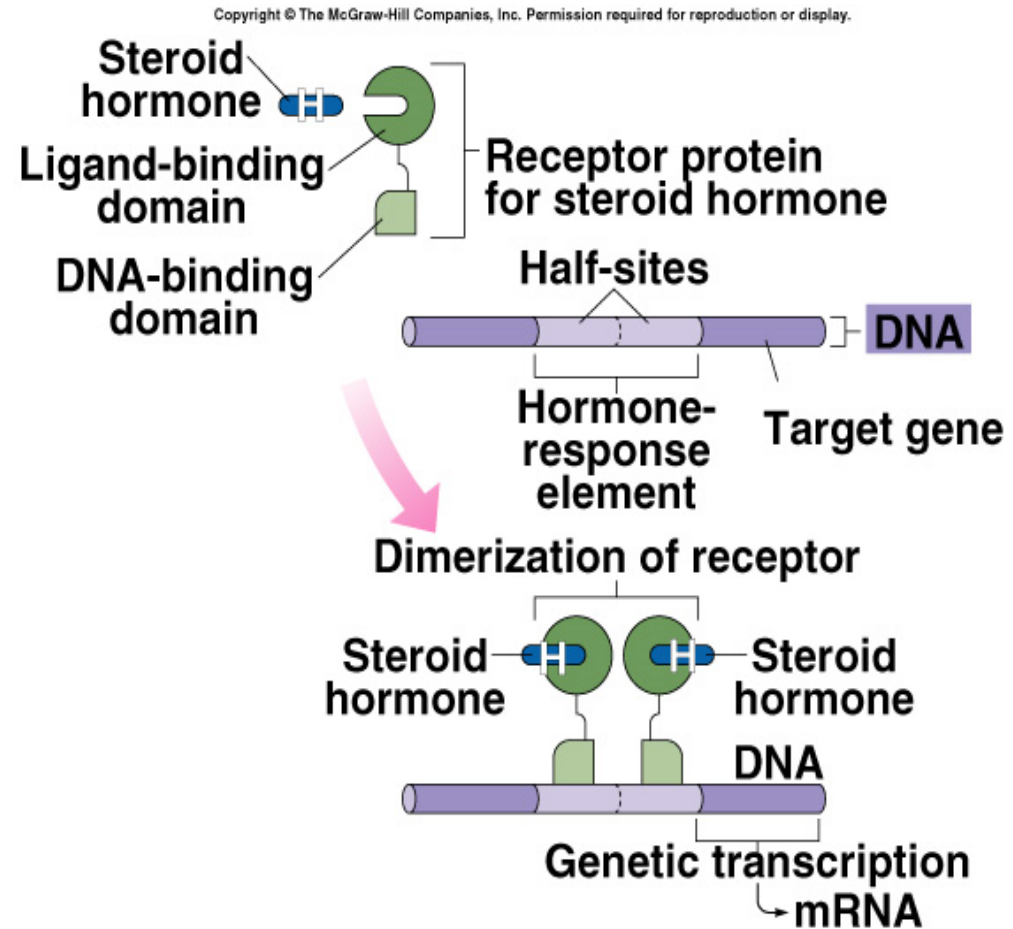 Copyright © The McGraw-Hill Companies, Inc. Permission required for reproduction or display.
Steroid
hormone
H
Ligand-binding
domain
Receptor protein
for steroid hormone
DNA-binding
domain
Half-sites
DNA
Hormone-
response
element
Target gene
Dimerization of receptor
Steroid
hormone
H
H
Steroid
hormone
DNA
Genetic transcription
mRNA